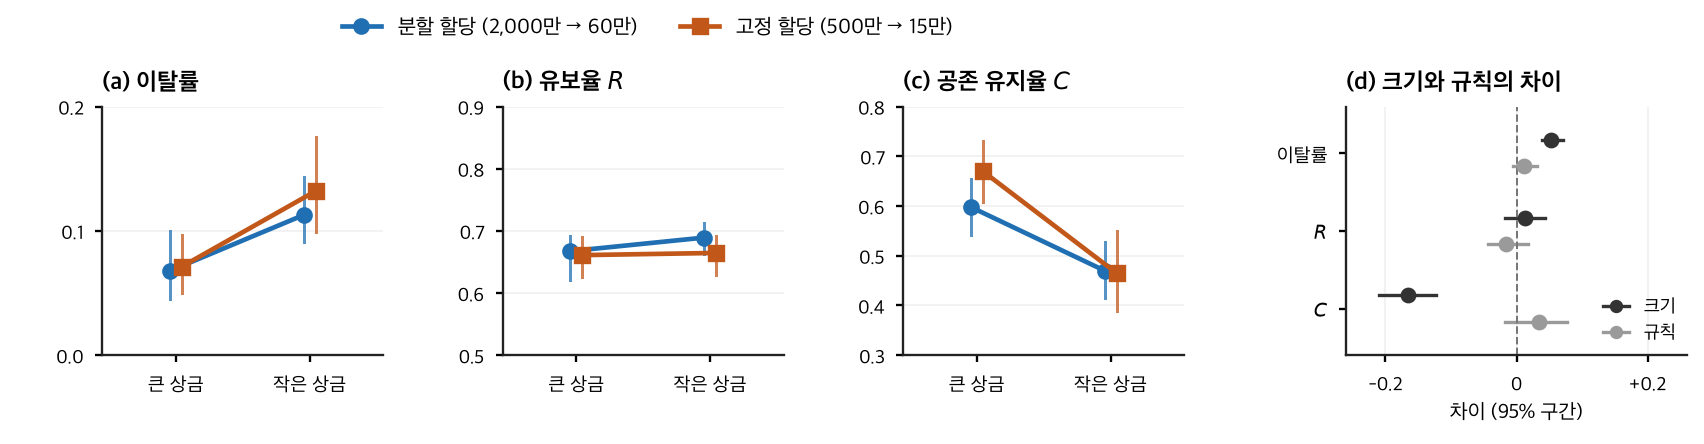 분할 할당 (2,000만 → 60만)
고정 할당 (500만 → 15만)
(a) 이탈률
0.2
0.1
0.0
큰 상금
작은 상금
(b) 유보율 R
0.9
0.8
0.7
0.6
0.5
큰 상금
작은 상금
(c) 공존 유지율 C
0.8
0.7
0.6
0.5
0.4
0.3
큰 상금
작은 상금
(d) 크기와 규칙의 차이
이탈률
R
C
크기
규칙
-0.2
0
+0.2
차이 (95% 구간)